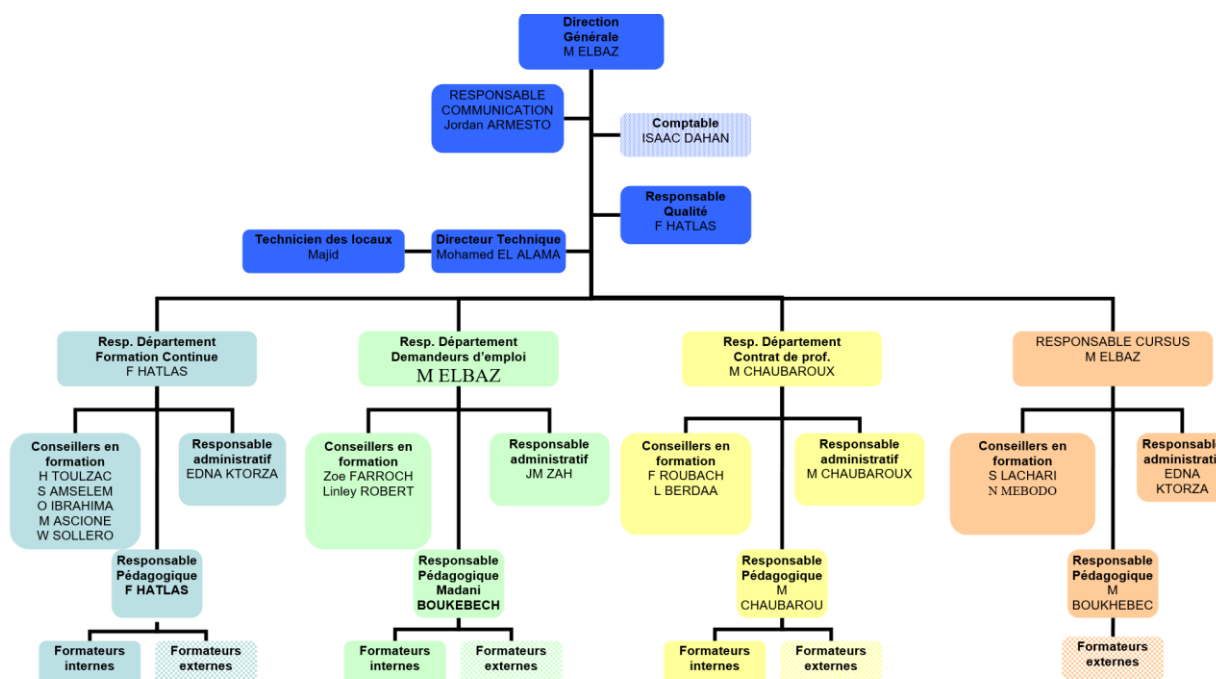 Direction
Générale
M ELBAZ
RESPONSABLE
COMMUNICATION
Jordan ARMESTO
Comptable
ISAAC DAHAN
Responsable
Qualité
F HATLAS
Technicien des locaux
Majid
Directeur Technique
Mohamed EL ALAMA
Resp. Département
Formation Continue
F HATLAS
Resp. Département
Demandeurs d'emploi
M ELBAZ
Resp. Département
Contrat de prof.
M CHAUBAROUX
RESPONSABLE CURSUS
M ELBAZ
Conseillers en
formation
H TOULZAC
S AMSELEM
O IBRAHIMA
M ASCIONE
W SOLLERO
Responsable
administratif
EDNA KTORZA
Conseillers en
formation
Zoe FARROCH
Linley ROBERT
Responsable
administratif
JM ZAH
Conseillers en
formation
F ROUBACH
L BERDAA
Responsable
administratif
M CHAUBAROUX
Conseillers en
formation
S LACHARI
N MEBODO
Responsable
administratif
EDNA
KTORZA
Responsable
Pédagogique
F HATLAS
Responsable
Pédagogique
Madani
BOUKEBECH
Responsable
Pédagogique
M
CHAUBAROU
Responsable
Pédagogique
M
BOUKHEBEC
Formateurs
internes
Formateurs
externes
Formateurs
internes
Formateurs
externes
Formateurs
internes
Formateurs
externes
Formateurs
externes